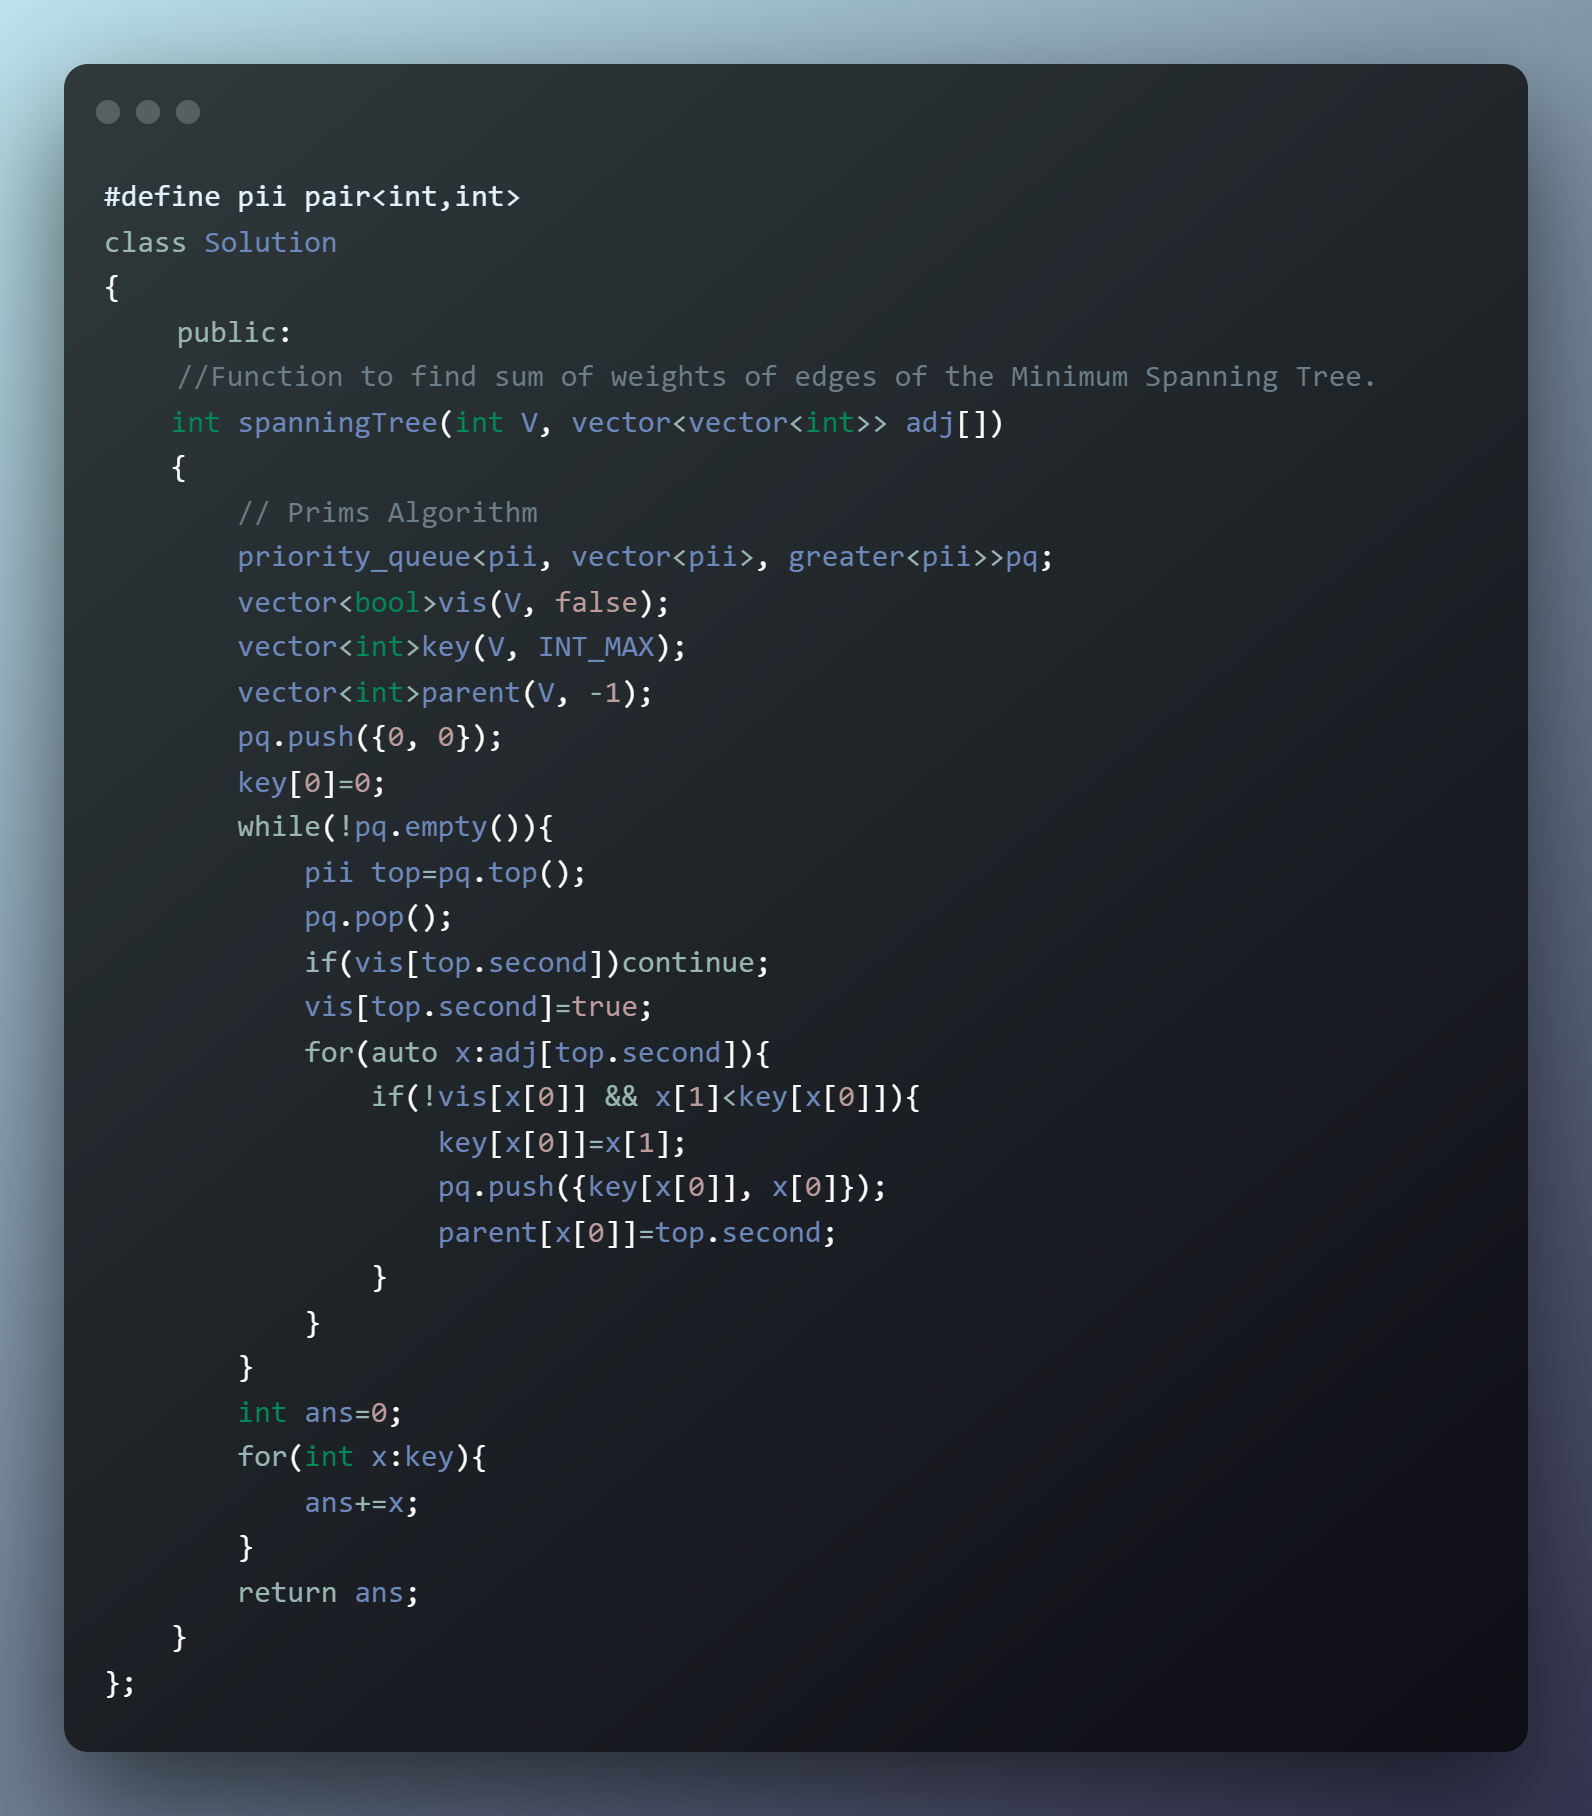 #define pii pair<int,int>
class Solution
{
    public:
    //Function to find sum of weights of edges of the Minimum Spanning Tree.
    int spanningTree(int V, vector<vector<int>> adj[])
    {
        // Prims Algorithm
        priority_queue<pii, vector<pii>, greater<pii>>pq;
        vector<bool>vis(V, false);
        vector<int>key(V, INT_MAX);
        vector<int>parent(V, -1);
        pq.push({0, 0});
        key[0]=0;
        while(!pq.empty()){
            pii top=pq.top();
            pq.pop();
            if(vis[top.second])continue;
            vis[top.second]=true;
            for(auto x:adj[top.second]){
                if(!vis[x[0]] && x[1]<key[x[0]]){
                    key[x[0]]=x[1];
                    pq.push({key[x[0]], x[0]});
                    parent[x[0]]=top.second;
                }
            }
        }
        int ans=0;
        for(int x:key){
            ans+=x;
        }
        return ans;
    }
};